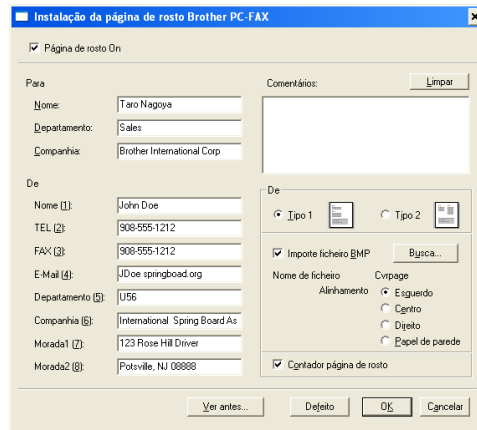 Instalação da página de rosto Brother PC-FAX
Página de rosto On
Para
Nome: Taro Nagoya
Departamento: Sales
Companhia: Brother International Corp
Comentários: Limpar
De
Nome (1): John Doe
TEL (2): 908-555-1212
FAX (3): 908-555-1212
E-Mail (4): JDoe springboad.org
Departamento (5): U56
Companhia (6): International Spring Board As
Morada1 (7): 123 Rose Hill Driver
Morada2 (8): Potsville, NJ 08888
De
Tipo 1 Tipo 2
Importe ficheiro BMP Busca...
Nome de ficheiro Cvrpage
Alinhamento Esguerdo
Centro
Direito
Papel de parede
Contador página de rosto
Ver antes... Defeito OK Cancelar